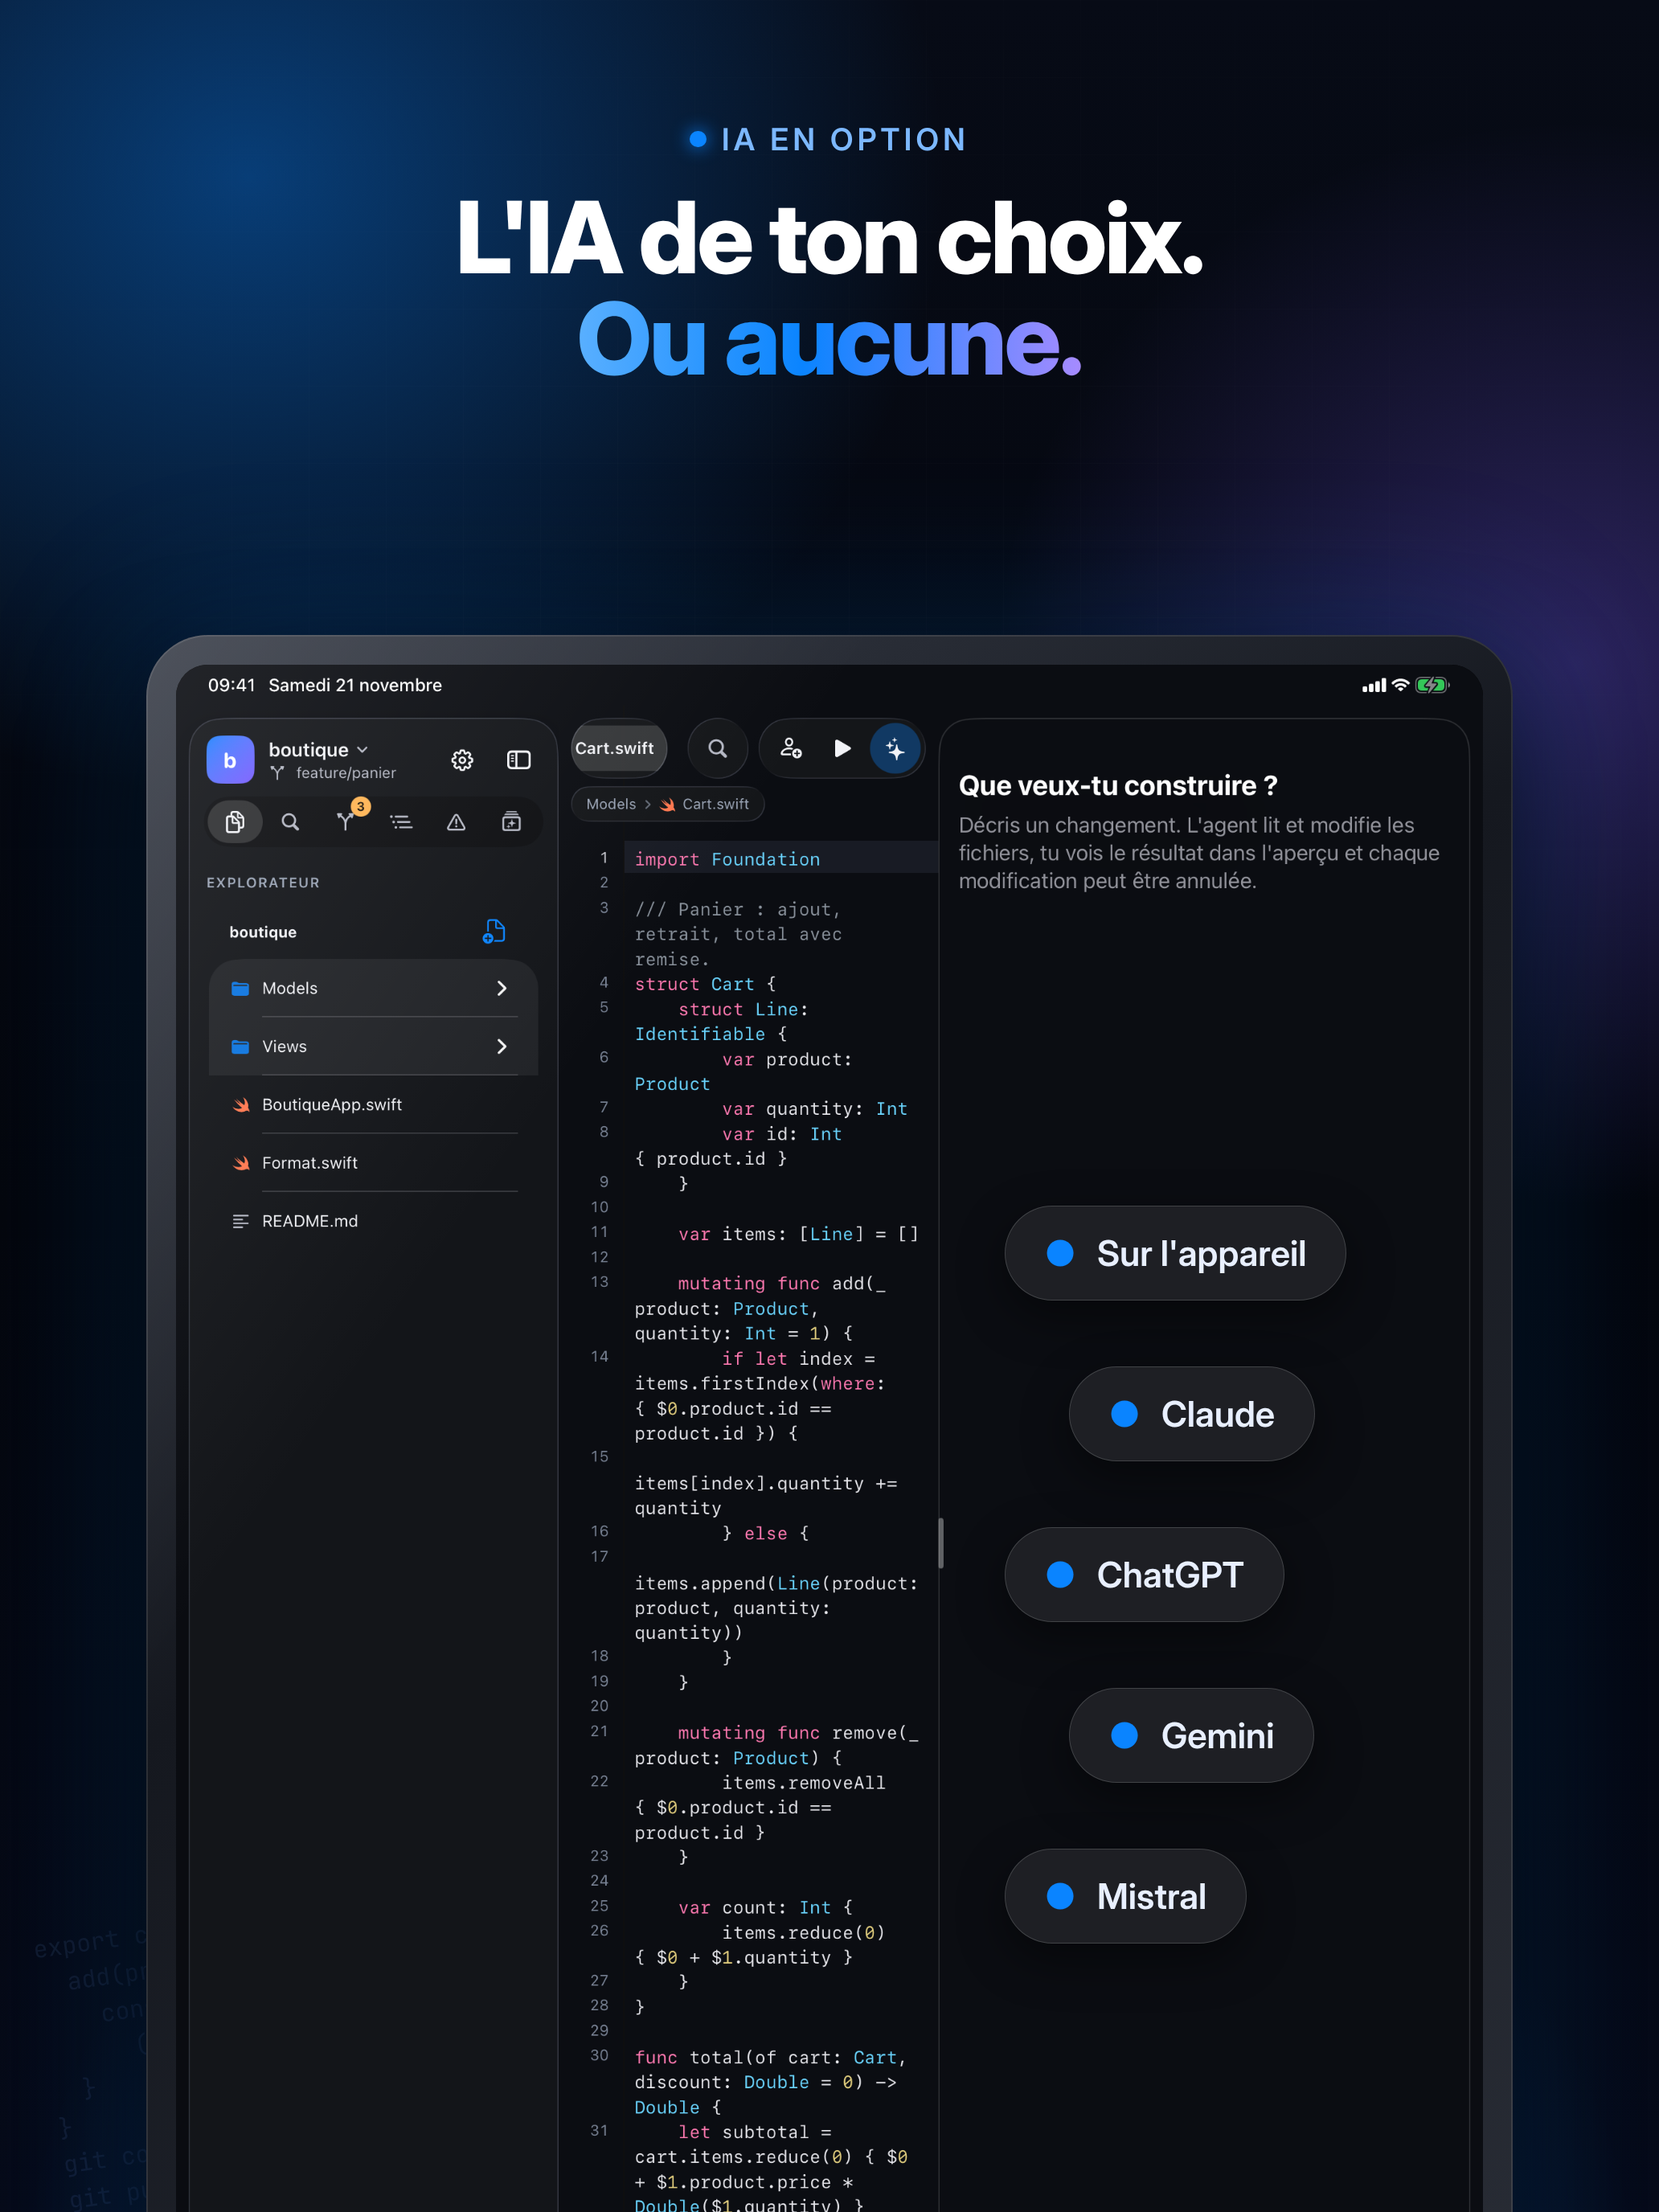 IA EN OPTION
L'IA de ton choix.
Ou aucune.
09:41 Samedi 21 novembre
b
boutique
feature/panier
3
EXPLORATEUR
boutique
Models
Views
BoutiqueApp.swift
Format.swift
README.md
Cart.swift
Models > Cart.swift
1 import Foundation
2
3 /// Panier : ajout,
retrait, total avec
remise.
4 struct Cart {
5 struct Line:
Identifiable {
6 var product:
Product
7 var quantity: Int
8 var id: Int
{ product.id }
9 }
10
11 var items: [Line] = []
12
13 mutating func add(_
product: Product,
quantity: Int = 1) {
14 if let index =
items.firstIndex(where:
{ $0.product.id ==
product.id }) {
15
items[index].quantity +=
quantity
16 } else {
17
items.append(Line(product:
product, quantity:
quantity))
18 }
19 }
20
21 mutating func remove(_
product: Product) {
22 items.removeAll
{ $0.product.id ==
product.id }
23 }
24
25 var count: Int {
26 items.reduce(0)
{ $0 + $1.quantity }
27 }
28 }
29
30 func total(of cart: Cart,
discount: Double = 0) ->
Double {
31 let subtotal =
cart.items.reduce(0) { $0
+ $1.product.price *
Double($1.quantity) }
Que veux-tu construire ?
Décris un changement. L'agent lit et modifie les
fichiers, tu vois le résultat dans l'aperçu et chaque
modification peut être annulée.
Sur l'appareil
Claude
ChatGPT
Gemini
Mistral
export
add(
}
}
git
git